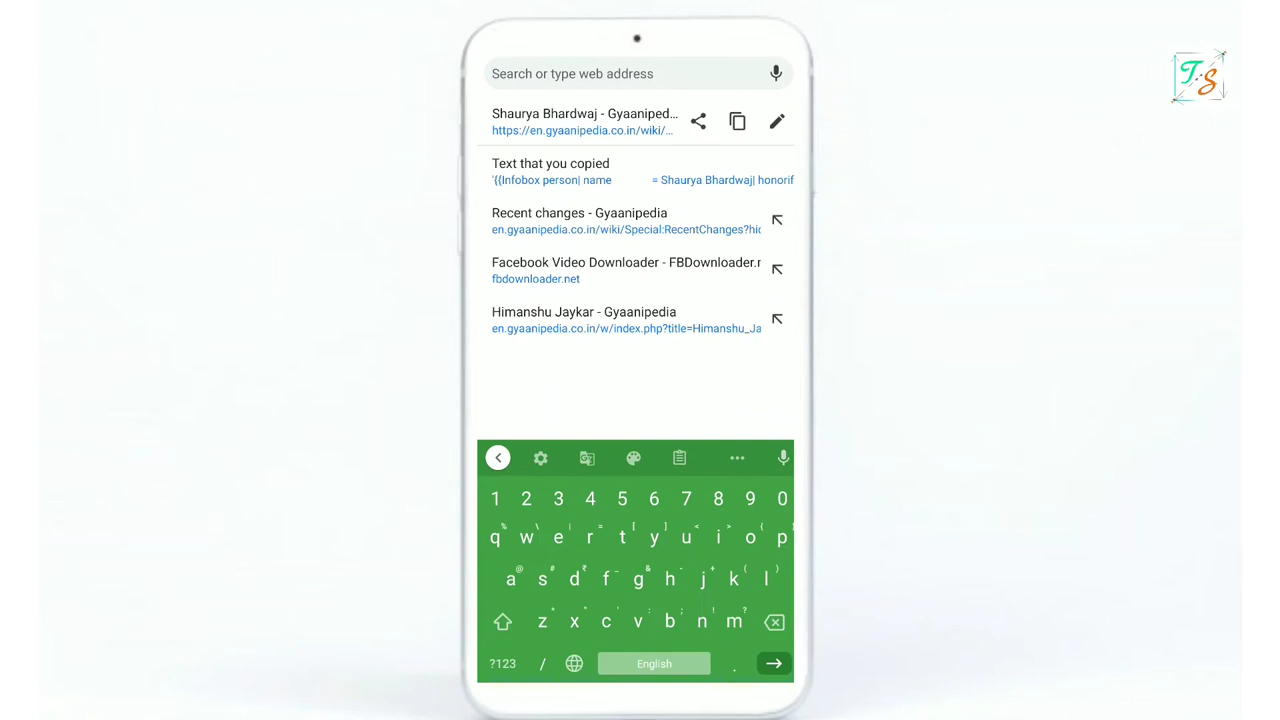 T.S
Search or type web address
Shaurya Bhardwaj - Gyaaniped...
https://en.gyaanipedia.co.in/wiki/...
Text that you copied
'{{Infobox person| name = Shaurya Bhardwaj| honorif
Recent changes - Gyaanipedia
en.gyaanipedia.co.in/wiki/Special:RecentChanges?hic
Facebook Video Downloader - FBDownloader.r
fbdownloader.net
Himanshu Jaykar - Gyaanipedia
en.gyaanipedia.co.in/w/index.php?title=Himanshu_Ja
1 2 3 4 5 6 7 8 9 0
% \ | = [ ] < > { }
q w e r t y u i o p
@ # ₹ _ & - + ( )
a s d f g h j k l
* " ' : ; ! ?
z x c v b n m
?123 / English .